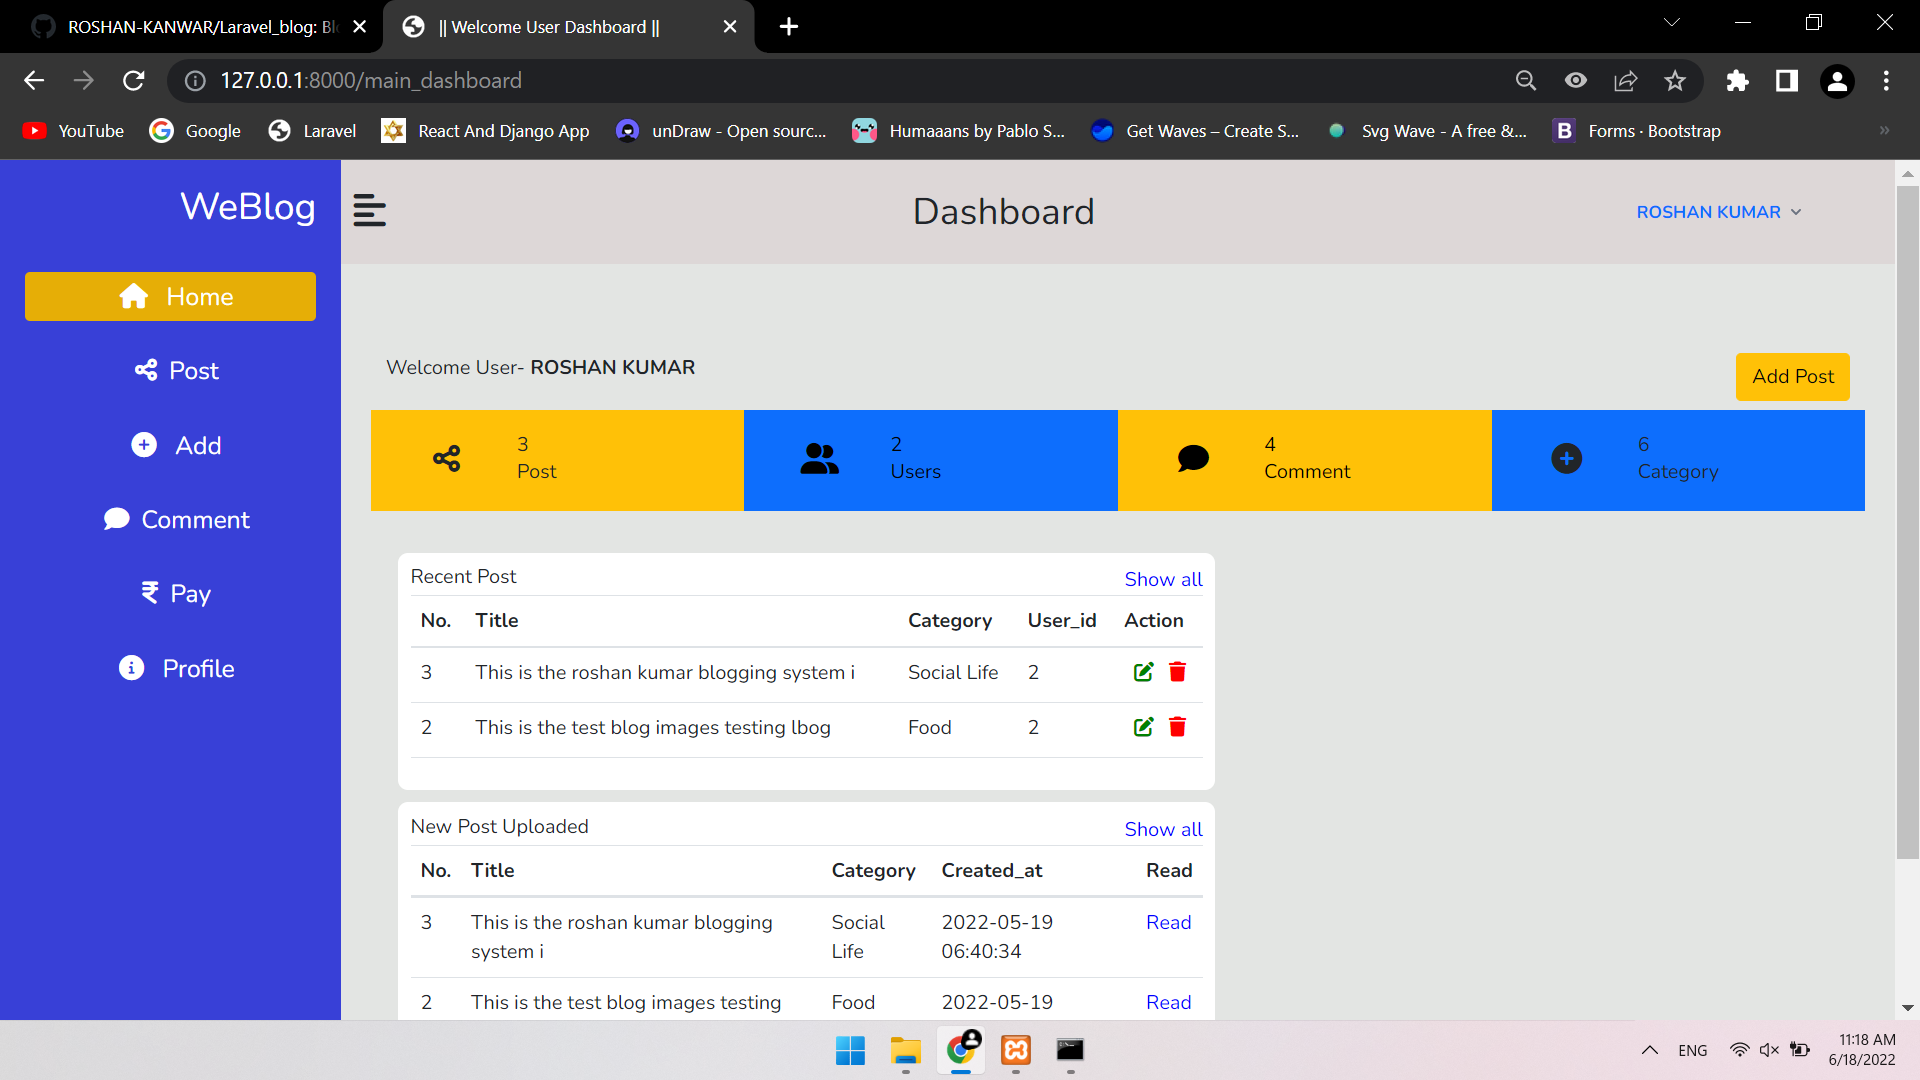 ROSHAN-KANWAR/Laravel_blog: Bl
|| Welcome User Dashboard ||
127.0.0.1:8000/main_dashboard
YouTube
Google
Laravel
React And Django App
unDraw - Open sourc...
Humaaans by Pablo S...
Get Waves – Create S...
Svg Wave - A free &...
B
Forms · Bootstrap
»
WeBlog
Dashboard
ROSHAN KUMAR
Home
Post
Add
Comment
Pay
Profile
Welcome User- ROSHAN KUMAR
Add Post
3
Post
2
Users
4
Comment
6
Category
Recent Post
Show all
No. Title Category User_id Action
3 This is the roshan kumar blogging system i Social Life 2
2 This is the test blog images testing lbog Food 2
New Post Uploaded
Show all
No. Title Category Created_at Read
3 This is the roshan kumar blogging Social 2022-05-19 Read
system i Life 06:40:34
2 This is the test blog images testing Food 2022-05-19 Read
ENG
11:18 AM
6/18/2022